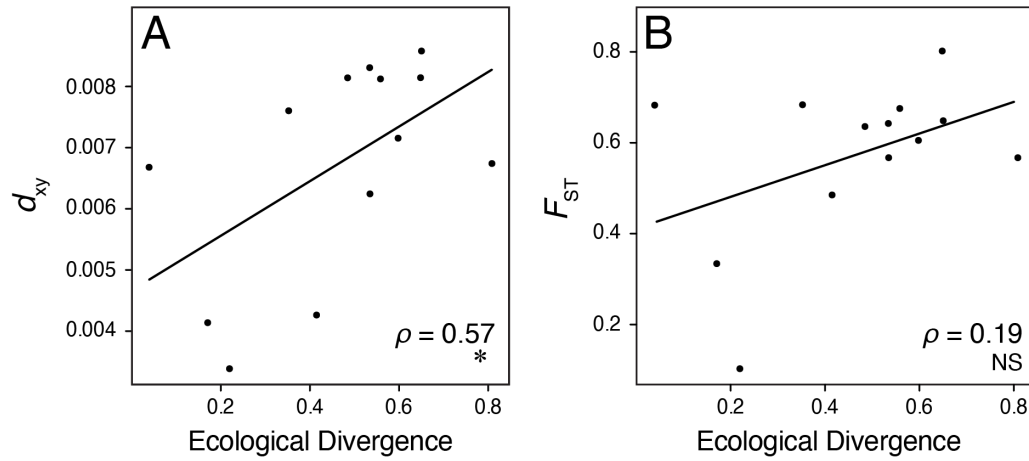 A
0.008
0.007
0.006
0.005
0.004
dxy
ρ = 0.57
*
0.2 0.4 0.6 0.8
Ecological Divergence
B
0.8
0.6
0.4
0.2
FST
ρ = 0.19
NS
0.2 0.4 0.6 0.8
Ecological Divergence